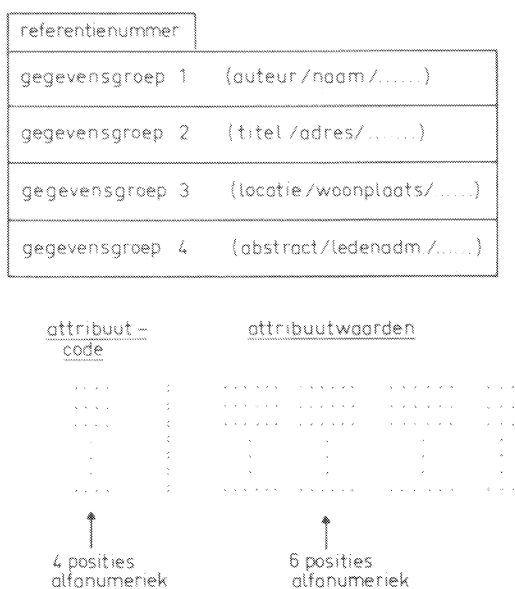 referentienummer
gegevensgroep 1 (auteur/naam/......)
gegevensgroep 2 (titel/adres/.......)
gegevensgroep 3 (locatie/woonplaats/.....)
gegevensgroep 4 (abstract/ledenadm./......)
attribuut- attribuutwaarden
code
.... : ...... ...... ...... ...
.... : ...... ...... ...... ...
.... : ...... ...... ...... ...
. : . . . .
. : . . . .
. : . . . .
.... : ...... ...... ...... ...
4 posities 6 posities
alfanumeriek alfanumeriek